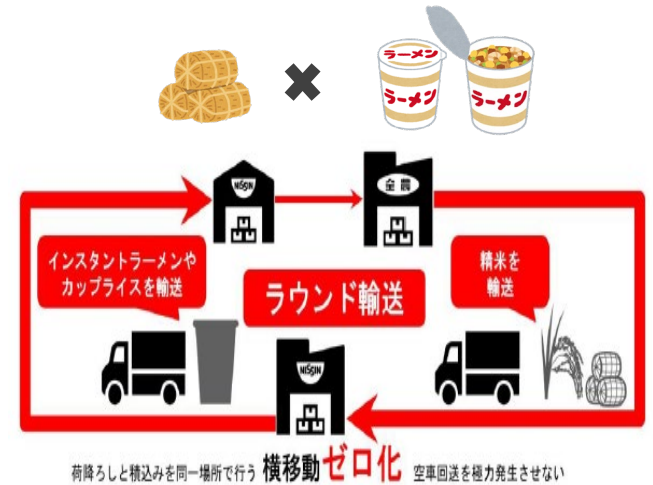 ラーメン
ラーメン
ラーメン
NISSIN
全農
インスタントラーメンや
カップライスを輸送
ラウンド輸送
精米を
輸送
NISSIN
荷降ろしと積込みを同一場所で行う 横移動ゼロ化 空車回送を極力発生させない